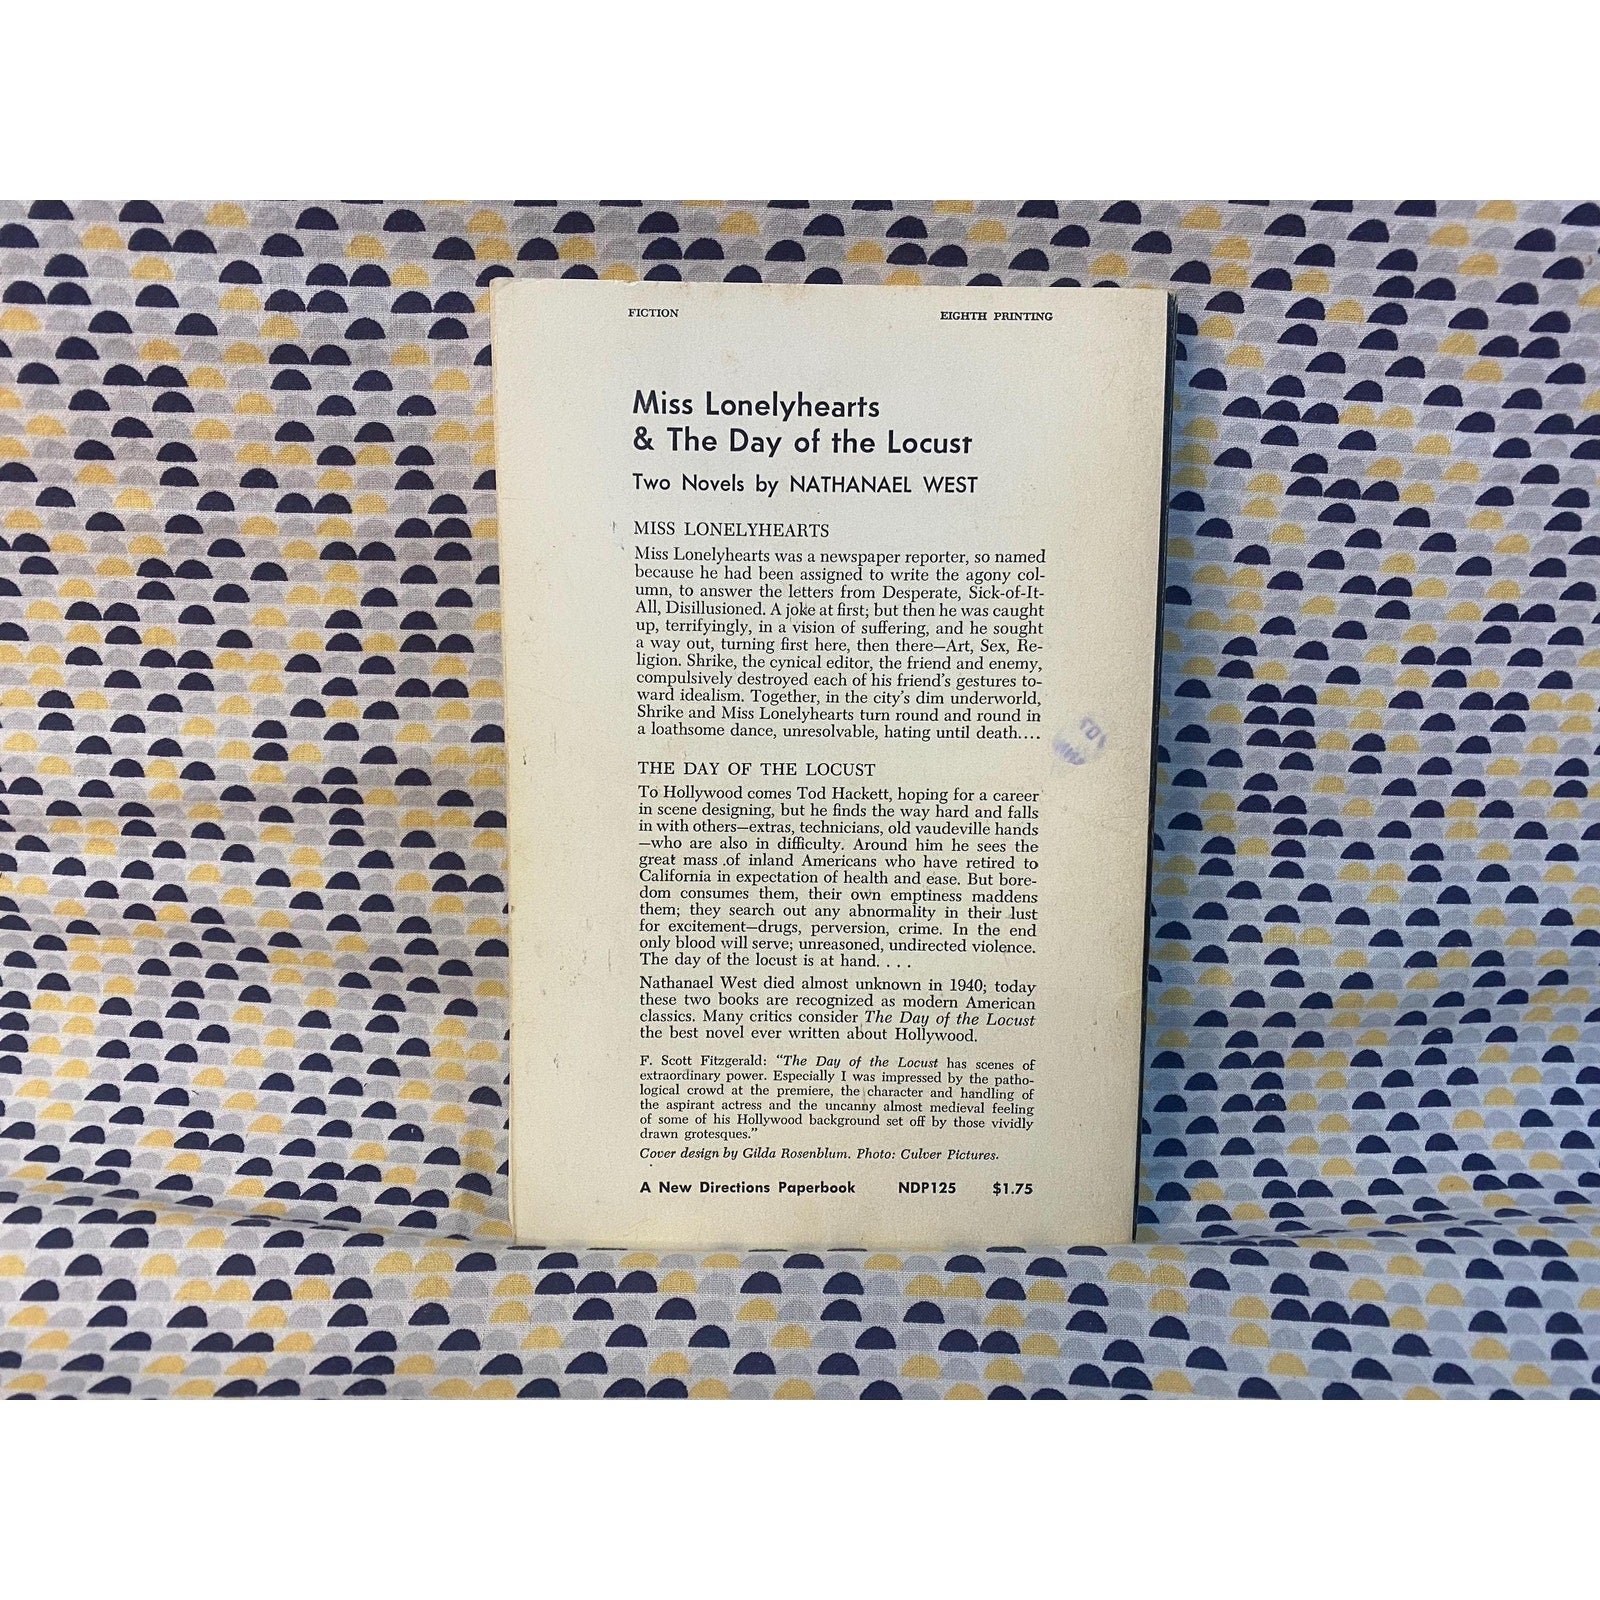 FICTION EIGHTH PRINTING
Miss Lonelyhearts
& The Day of the Locust
Two Novels by NATHANAEL WEST
MISS LONELYHEARTS
Miss Lonelyhearts was a newspaper reporter, so named
because he had been assigned to write the agony col-
umn, to answer the letters from Desperate, Sick-of-It-
All, Disillusioned. A joke at first; but then he was caught
up, terrifyingly, in a vision of suffering, and he sought
a way out, turning first here, then there—Art, Sex, Re-
ligion. Shrike, the cynical editor, the friend and enemy,
compulsively destroyed each of his friend's gestures to-
ward idealism. Together, in the city's dim underworld,
Shrike and Miss Lonelyhearts turn round and round in
a loathsome dance, unresolvable, hating until death....
THE DAY OF THE LOCUST
To Hollywood comes Tod Hackett, hoping for a career
in scene designing, but he finds the way hard and falls
in with others—extras, technicians, old vaudeville hands
—who are also in difficulty. Around him he sees the
great mass of inland Americans who have retired to
California in expectation of health and ease. But bore-
dom consumes them, their own emptiness maddens
them; they search out any abnormality in their lust
for excitement—drugs, perversion, crime. In the end
only blood will serve; unreasoned, undirected violence.
The day of the locust is at hand. . . .
Nathanael West died almost unknown in 1940; today
these two books are recognized as modern American
classics. Many critics consider The Day of the Locust
the best novel ever written about Hollywood.
F. Scott Fitzgerald: "The Day of the Locust has scenes of
extraordinary power. Especially I was impressed by the patho-
logical crowd at the premiere, the character and handling of
the aspirant actress and the uncanny almost medieval feeling
of some of his Hollywood background set off by those vividly
drawn grotesques."
Cover design by Gilda Rosenblum. Photo: Culver Pictures.
A New Directions Paperbook NDP125 $1.75